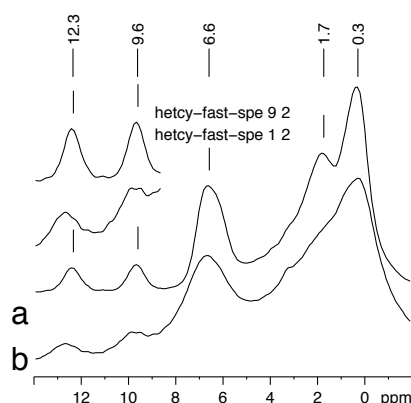 12.3 9.6 6.6 1.7 0.3
hetcy-fast-spe 9 2
hetcy-fast-spe 1 2
a
b
12 10 8 6 4 2 0 ppm